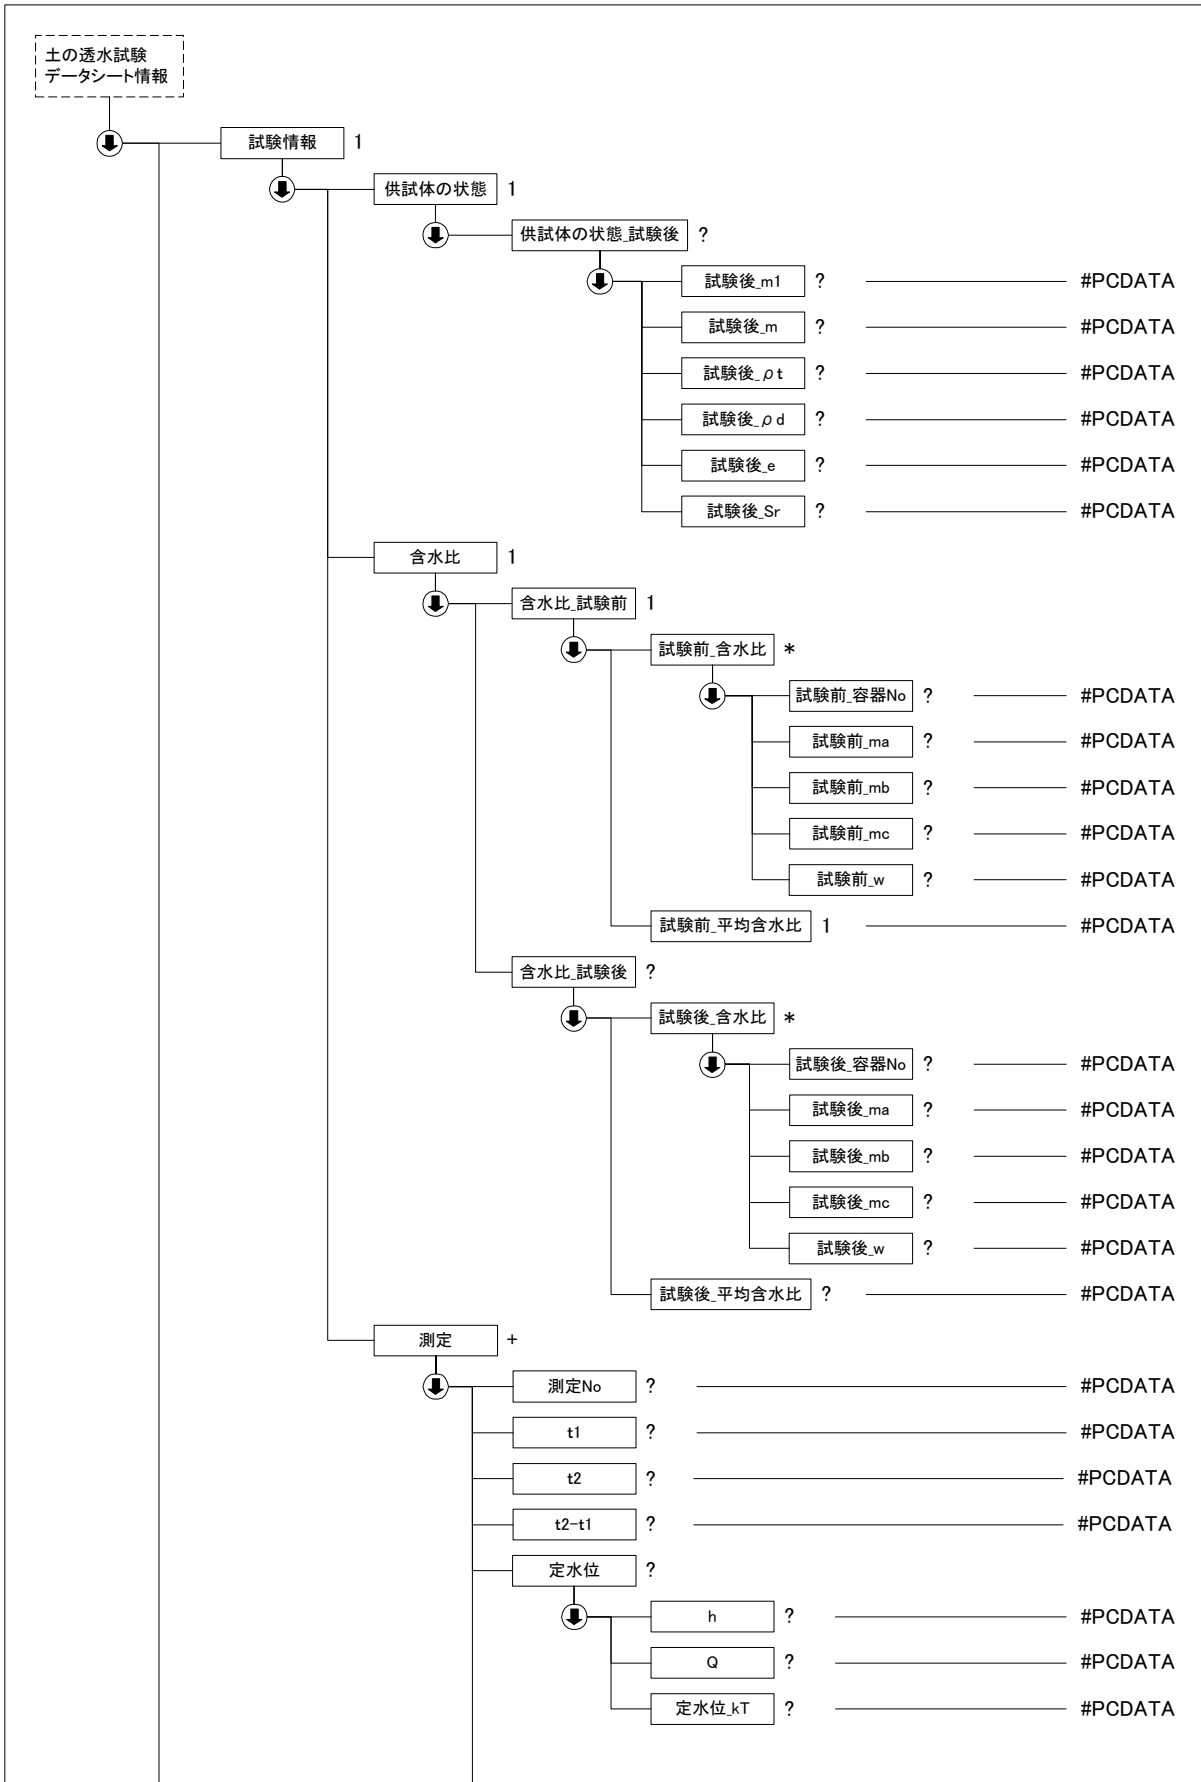 土の透水試験
データシート情報
試験情報 1
供試体の状態 1
供試体の状態_試験後 ?
試験後_m1 ? #PCDATA
試験後_m ? #PCDATA
試験後_ρt ? #PCDATA
試験後_ρd ? #PCDATA
試験後_e ? #PCDATA
試験後_Sr ? #PCDATA
含水比 1
含水比_試験前 1
試験前_含水比 *
試験前_容器No ? #PCDATA
試験前_ma ? #PCDATA
試験前_mb ? #PCDATA
試験前_mc ? #PCDATA
試験前_w ? #PCDATA
試験前_平均含水比 1 #PCDATA
含水比_試験後 ?
試験後_含水比 *
試験後_容器No ? #PCDATA
試験後_ma ? #PCDATA
試験後_mb ? #PCDATA
試験後_mc ? #PCDATA
試験後_w ? #PCDATA
試験後_平均含水比 ? #PCDATA
測定 +
測定No ? #PCDATA
t1 ? #PCDATA
t2 ? #PCDATA
t2-t1 ? #PCDATA
定水位 ?
h ? #PCDATA
Q ? #PCDATA
定水位_kT ? #PCDATA